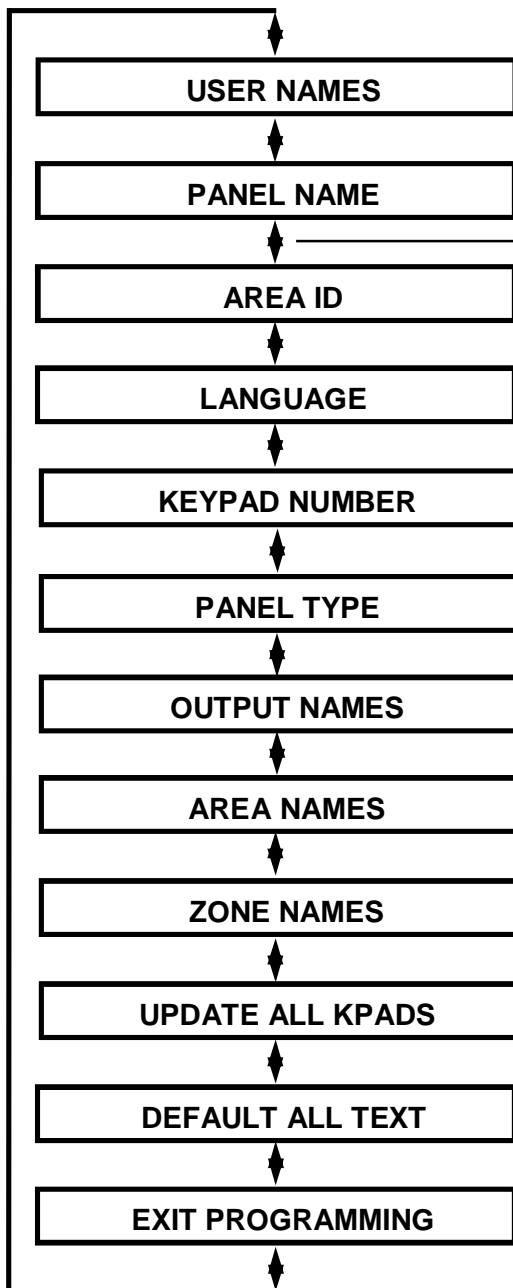 USER NAMES
PANEL NAME
AREA ID
LANGUAGE
KEYPAD NUMBER
PANEL TYPE
OUTPUT NAMES
AREA NAMES
ZONE NAMES
UPDATE ALL KPADS
DEFAULT ALL TEXT
EXIT PROGRAMMING